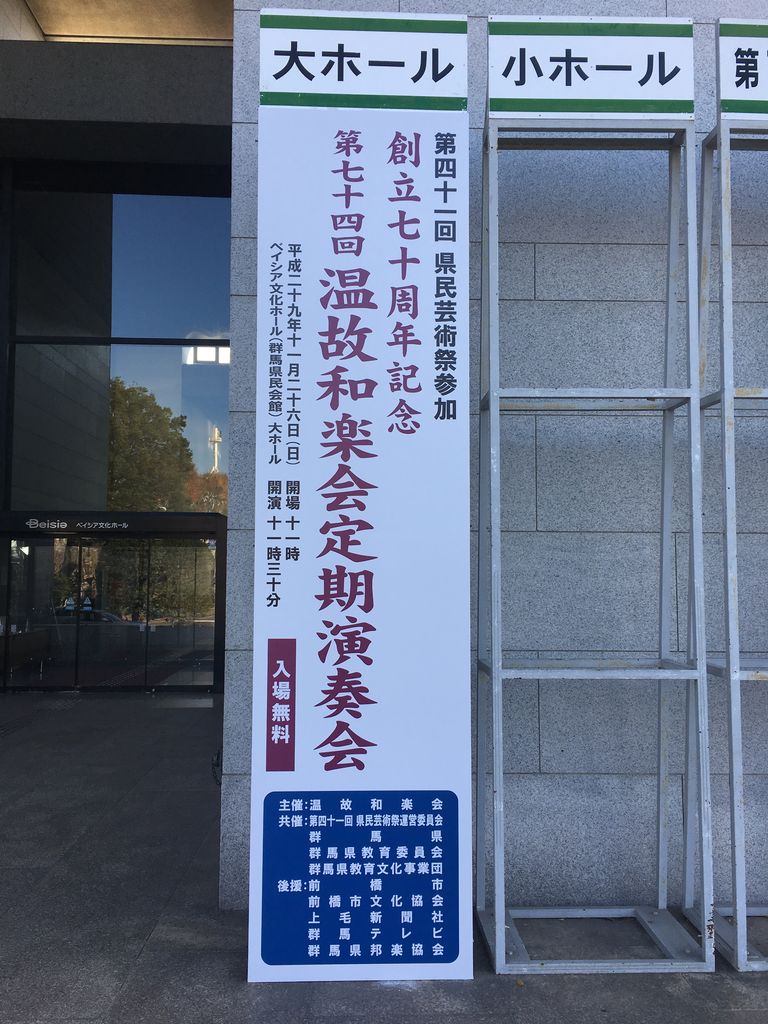 大ホール
小ホール
第
第四十一回 県民芸術祭参加
創立七十周年記念
第七十四回 温故和楽会定期演奏会
平成二十九年十一月二十六日(日) 開場 十一時
ベイシア文化ホール(群馬県民会館)大ホール 開演 十一時三十分
入場無料
主催:温故和楽会
共催:第四十一回 県民芸術祭運営委員会
群馬県
群馬県教育委員会
群馬県教育文化事業団
後援:前橋市
前橋市文化協会
上毛新聞社
群馬テレビ
群馬県邦楽協会
Beisia ベイシア文化ホール